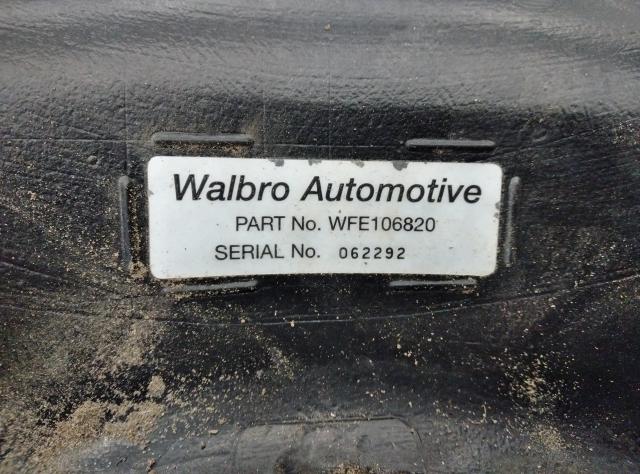 Walbro Automotive
PART No. WFE106820
SERIAL No. 062292